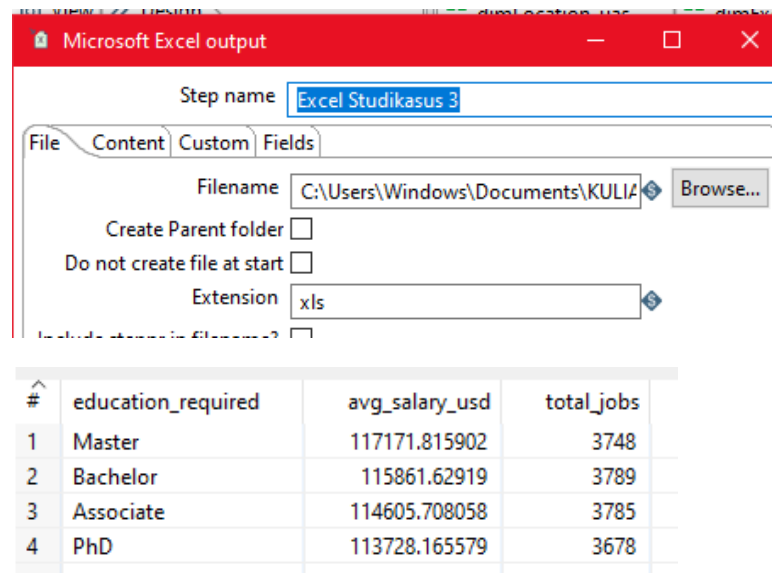 Microsoft Excel output
Step name Excel Studikasus 3
File Content Custom Fields
Filename C:\Users\Windows\Documents\KULIA Browse...
Create Parent folder
Do not create file at start
Extension xls
# education_required avg_salary_usd total_jobs
1 Master 117171.815902 3748
2 Bachelor 115861.62919 3789
3 Associate 114605.708058 3785
4 PhD 113728.165579 3678